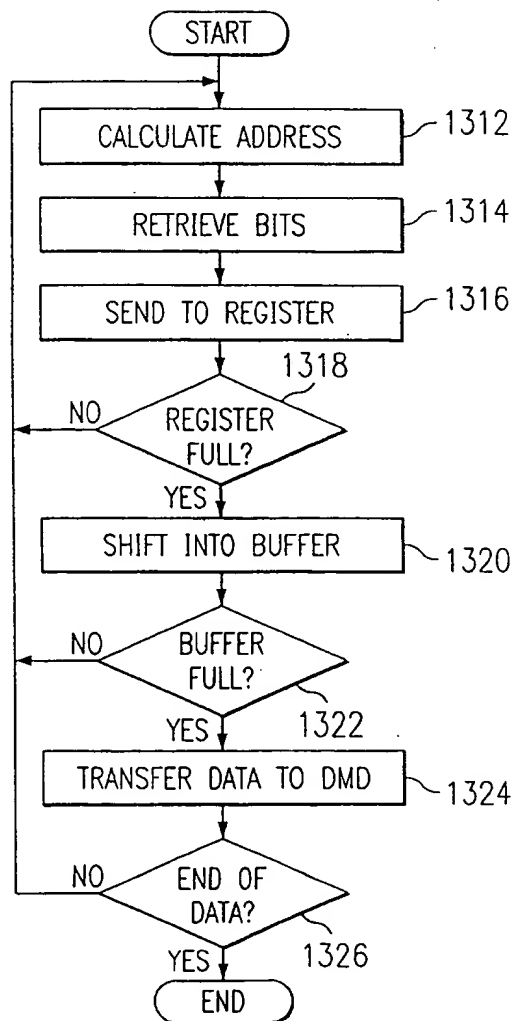 START
CALCULATE ADDRESS
1312
RETRIEVE BITS
1314
SEND TO REGISTER
1316
1318
NO
REGISTER
FULL?
YES
SHIFT INTO BUFFER
1320
NO
BUFFER
FULL?
1322
YES
TRANSFER DATA TO DMD
1324
NO
END OF
DATA?
1326
YES
END